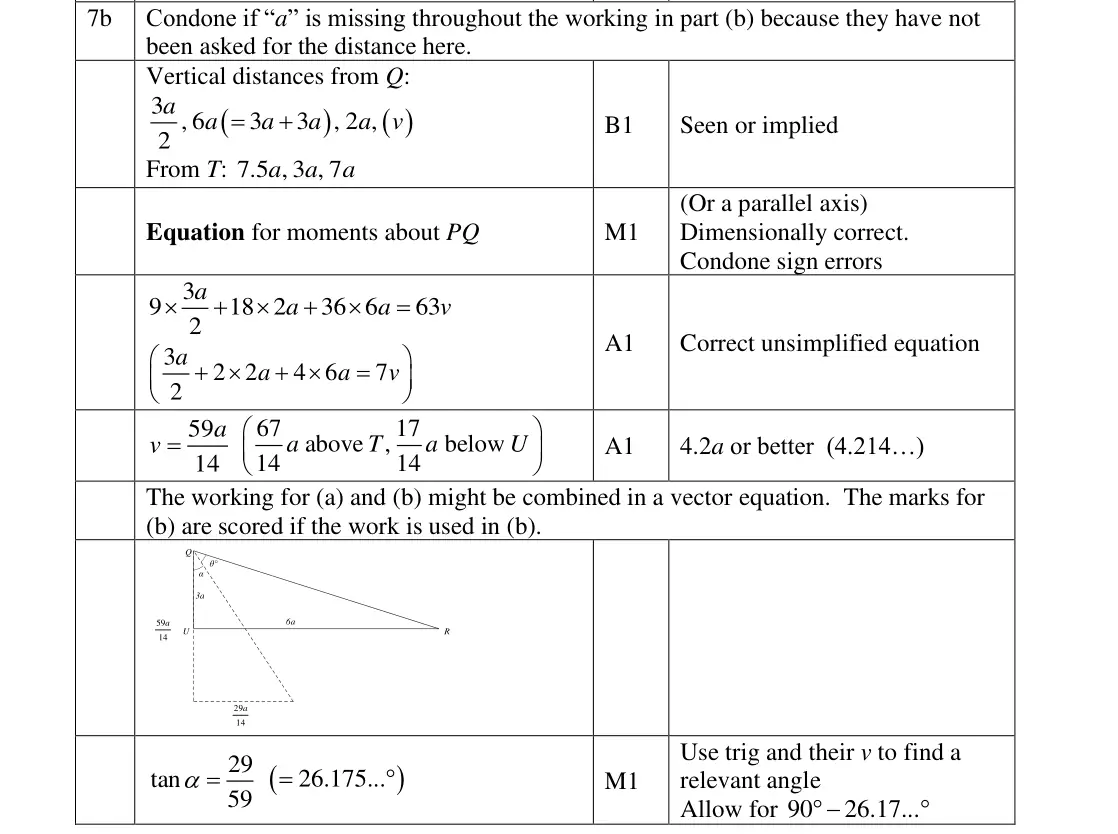 7b Condone if “a” is missing throughout the working in part (b) because they have not
been asked for the distance here.
Vertical distances from Q:
3a/2, 6a(= 3a + 3a), 2a, (v)
From T: 7.5a, 3a, 7a
B1
Seen or implied
Equation for moments about PQ
M1
(Or a parallel axis)
Dimensionally correct.
Condone sign errors
9 × 3a/2 + 18 × 2a + 36 × 6a = 63v
(3a/2 + 2 × 2a + 4 × 6a = 7v)
A1
Correct unsimplified equation
v = 59a/14 (67/14 a above T, 17/14 a below U)
A1
4.2a or better (4.214…)
The working for (a) and (b) might be combined in a vector equation. The marks for
(b) are scored if the work is used in (b).
Q
θ°
α
3a
59a/14
U
6a
R
29a/14
tan α = 29/59 (= 26.175...°)
M1
Use trig and their v to find a
relevant angle
Allow for 90° − 26.17...°